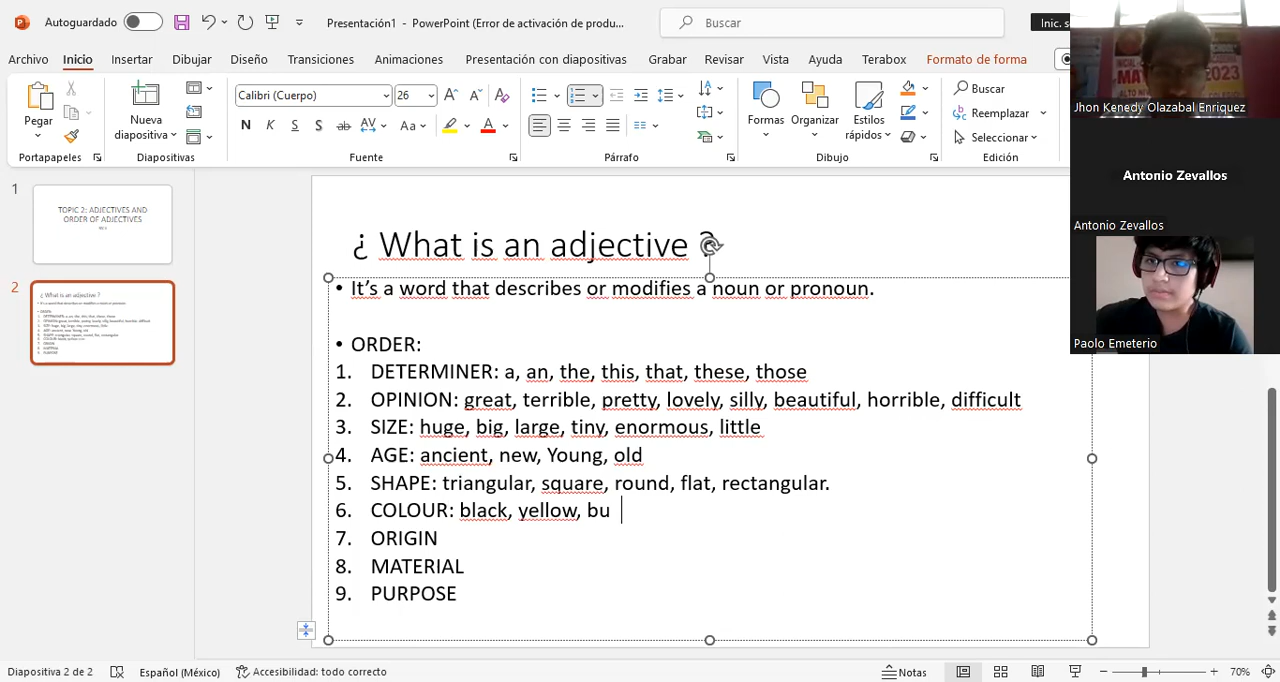 Autoguardado
Presentación1 - PowerPoint (Error de activación de produ...
Buscar
Inic. s
Archivo Inicio Insertar Dibujar Diseño Transiciones Animaciones Presentación con diapositivas Grabar Revisar Vista Ayuda Terabox Formato de forma
Pegar
Portapapeles
Nueva
diapositiva
Diapositivas
Calibri (Cuerpo) 26
N K S S ab AV Aa A
Fuente
Párrafo
Formas
Organizar
Estilos
rápidos
Dibujo
Buscar
Reemplazar
Seleccionar
Edición
Jhon Kenedy Olazabal Enriquez
Antonio Zevallos
Antonio Zevallos
Paolo Emeterio
1
TOPIC 2: ADJECTIVES AND
ORDER OF ADJECTIVES
2
¿ What is an adjective ?
• It’s a word that describes or modifies a noun or pronoun.
• ORDER:
1. DETERMINER: a, an, the, this, that, these, those
2. OPINION: great, terrible, pretty, lovely, silly, beautiful, horrible, difficult
3. SIZE: huge, big, large, tiny, enormous, little
4. AGE: ancient, new, Young, old
5. SHAPE: triangular, square, round, flat, rectangular.
6. COLOUR: black, yellow, bu
7. ORIGIN
8. MATERIAL
9. PURPOSE
Diapositiva 2 de 2
Español (México)
Accesibilidad: todo correcto
Notas
70%